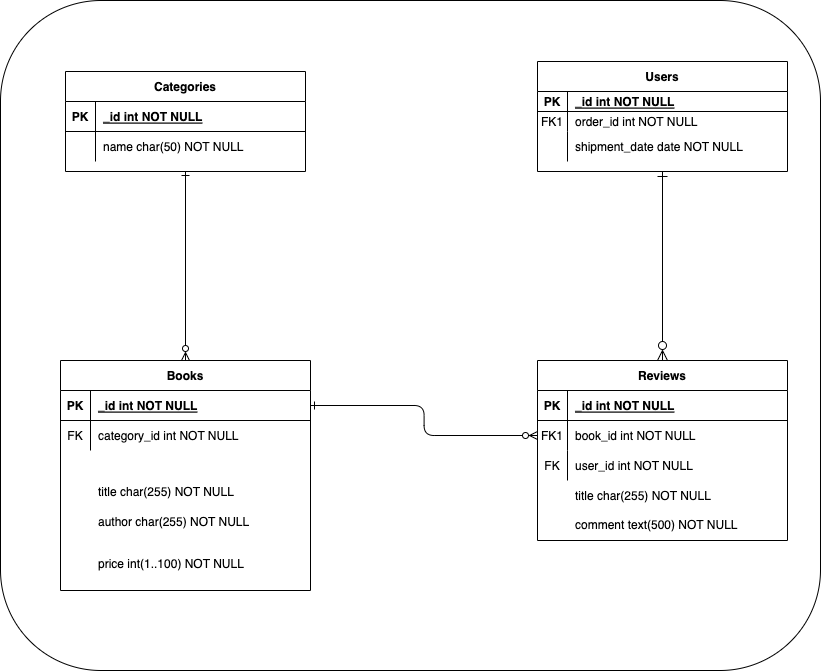 Categories
PK _id int NOT NULL
name char(50) NOT NULL
Users
PK _id int NOT NULL
FK1 order_id int NOT NULL
shipment_date date NOT NULL
Books
PK _id int NOT NULL
FK category_id int NOT NULL
title char(255) NOT NULL
author char(255) NOT NULL
price int(1..100) NOT NULL
Reviews
PK _id int NOT NULL
FK1 book_id int NOT NULL
FK user_id int NOT NULL
title char(255) NOT NULL
comment text(500) NOT NULL